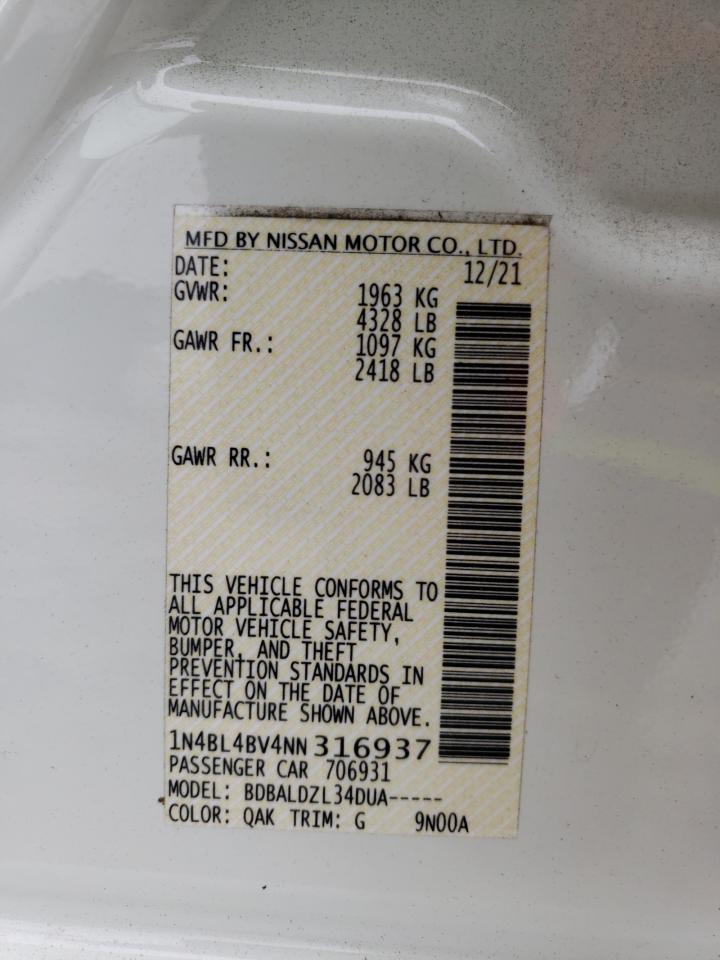 MFD BY NISSAN MOTOR CO., LTD.
DATE: 12/21
GVWR: 1963 KG
4328 LB
GAWR FR.: 1097 KG
2418 LB
GAWR RR.: 945 KG
2083 LB
THIS VEHICLE CONFORMS TO
ALL APPLICABLE FEDERAL
MOTOR VEHICLE SAFETY,
BUMPER, AND THEFT
PREVENTION STANDARDS IN
EFFECT ON THE DATE OF
MANUFACTURE SHOWN ABOVE.
1N4BL4BV4NN316937
PASSENGER CAR 706931
MODEL: BDBALDZL34DUA-----
COLOR: QAK TRIM: G 9N00A